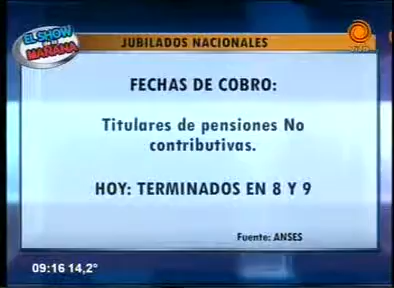 EL SHOW
DE LA
MAÑANA
JUBILADOS NACIONALES
FECHAS DE COBRO:
Titulares de pensiones No
contributivas.
HOY: TERMINADOS EN 8 Y 9
Fuente: ANSES
09:16 14,2°